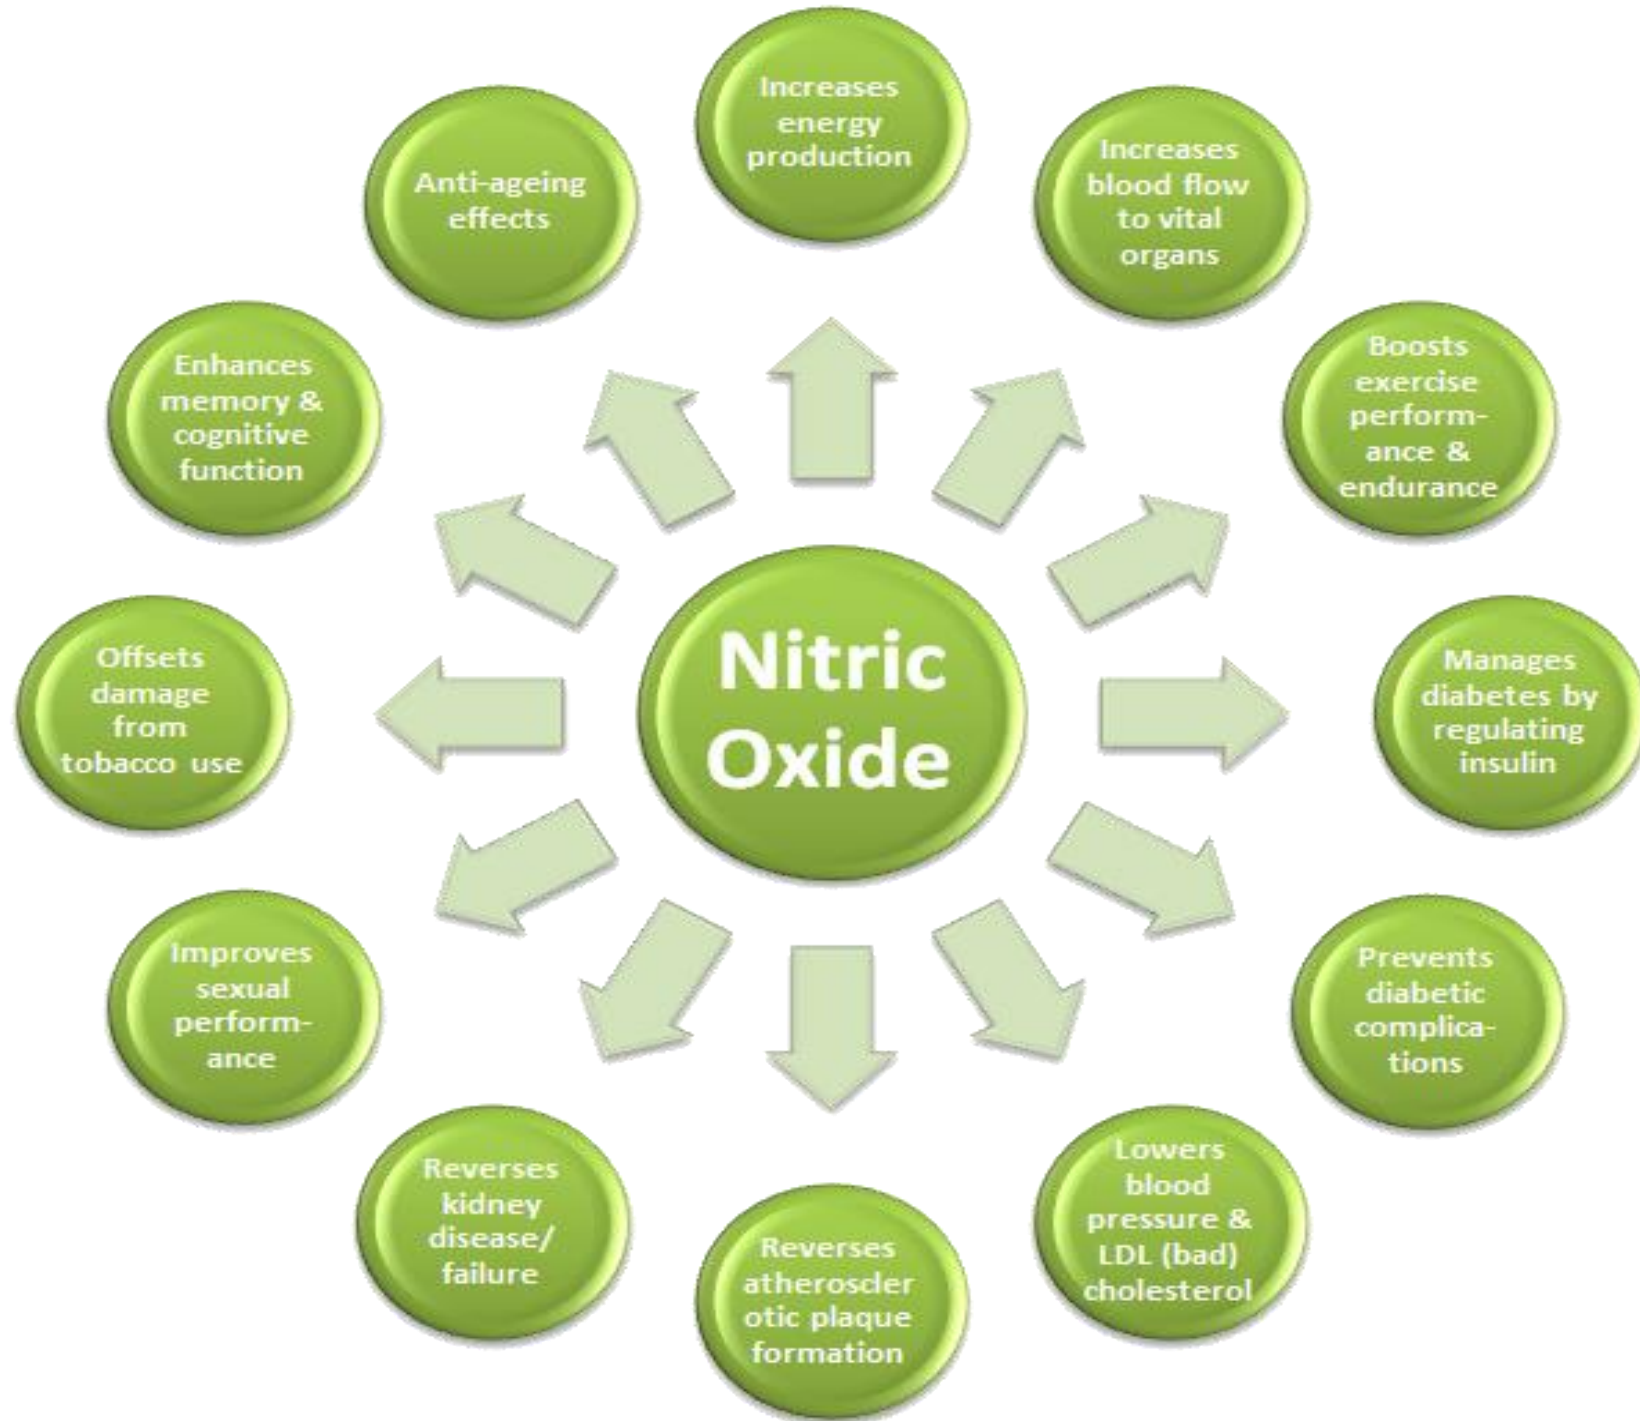 Nitric
Oxide
Increases
energy
production
Increases
blood flow
to vital
organs
Boosts
exercise
perform-
ance &
endurance
Manages
diabetes by
regulating
insulin
Prevents
diabetic
complica-
tions
Lowers
blood
pressure &
LDL (bad)
cholesterol
Reverses
atheroscler
otic plaque
formation
Reverses
kidney
disease/
failure
Improves
sexual
perform-
ance
Offsets
damage
from
tobacco use
Enhances
memory &
cognitive
function
Anti-ageing
effects